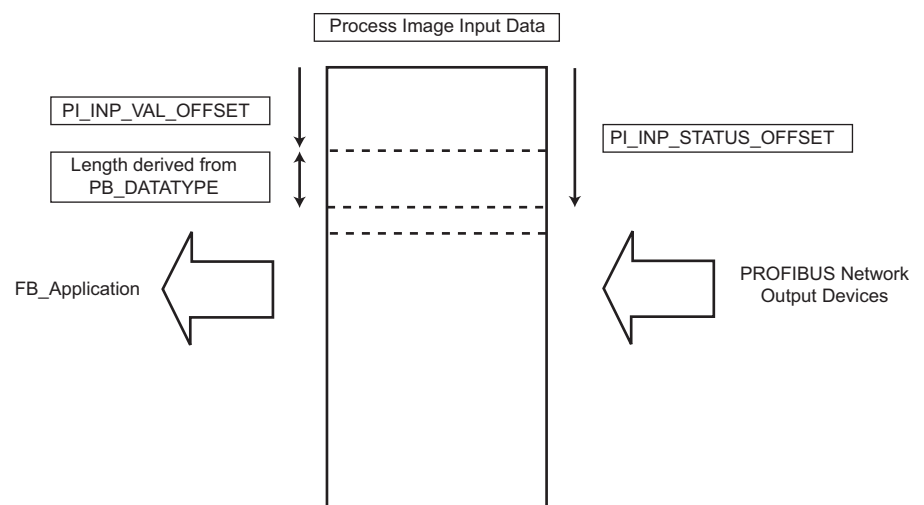 Process Image Input Data
PI_INP_VAL_OFFSET
Length derived from
PB_DATATYPE
PI_INP_STATUS_OFFSET
FB_Application
PROFIBUS Network
Output Devices